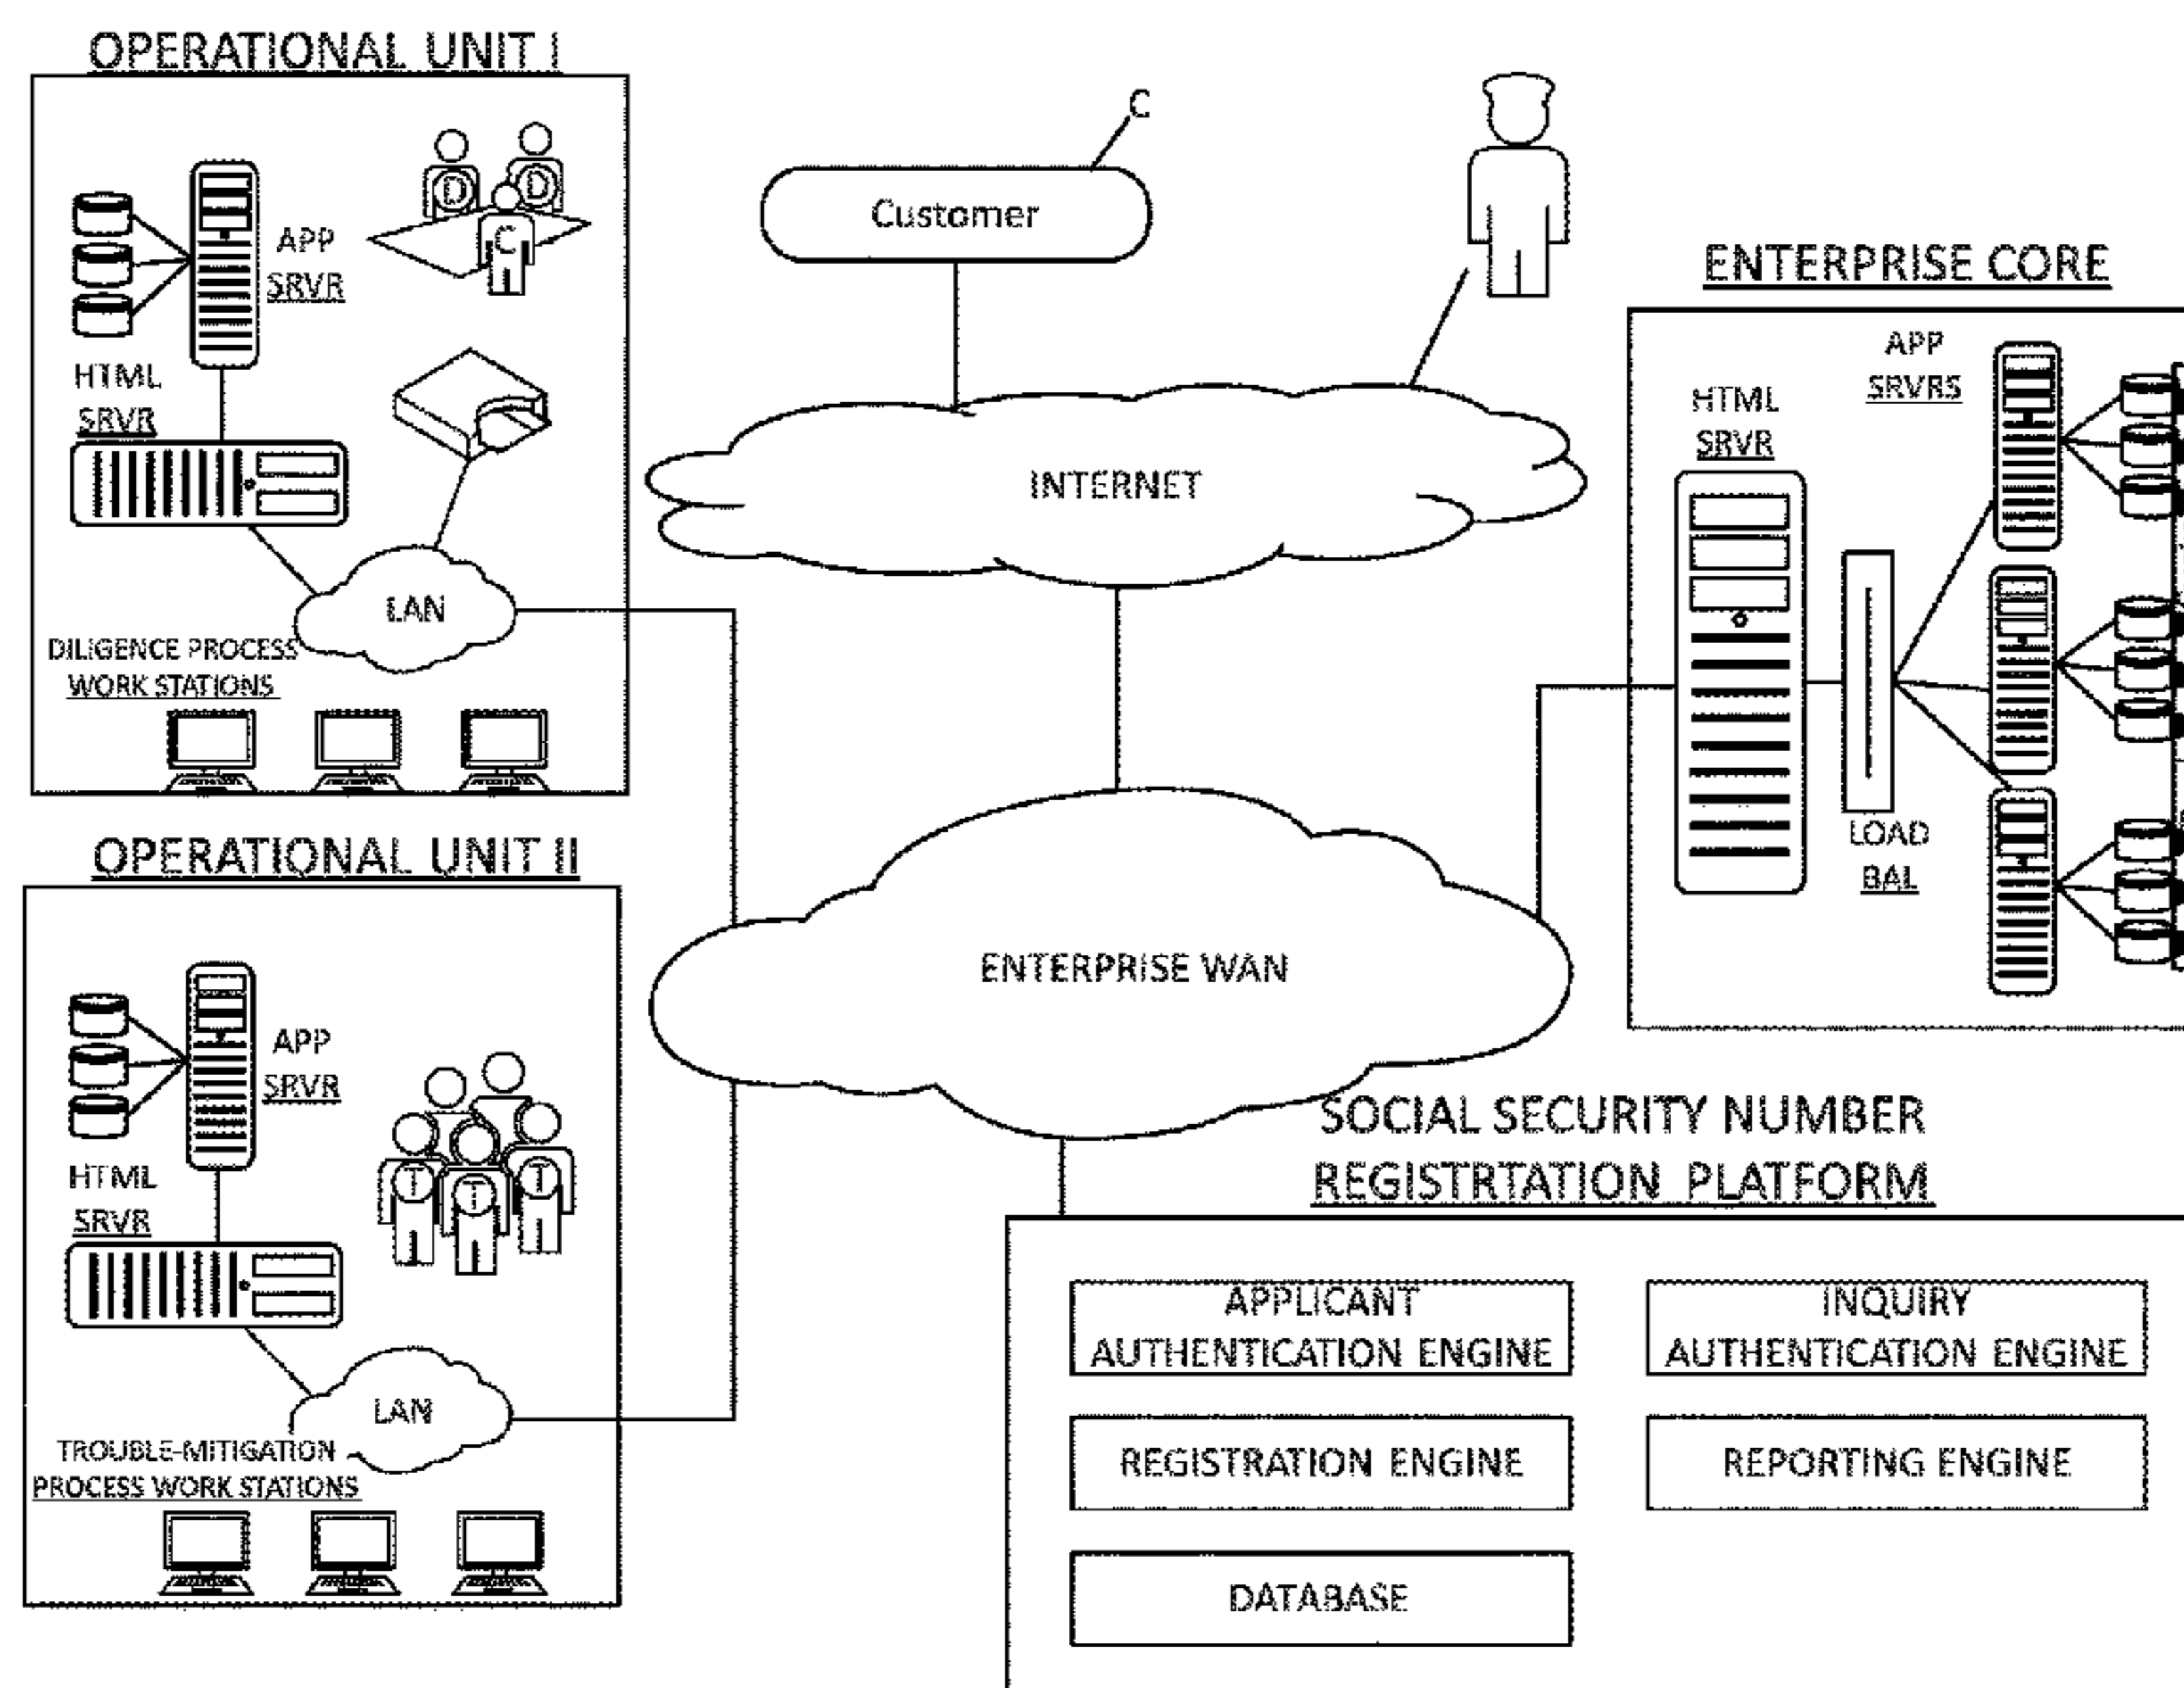 OPERATIONAL UNIT I
D
D
C
APP
SRVR
HTML
SRVR
LAN
DILIGENCE PROCESS
WORK STATIONS
C
Customer
INTERNET
ENTERPRISE CORE
APP
SRVRS
HTML
SRVR
LOAD
BAL
OPERATIONAL UNIT II
APP
SRVR
HTML
SRVR
T
T
T
LAN
TROUBLE-MITIGATION
PROCESS WORK STATIONS
ENTERPRISE WAN
SOCIAL SECURITY NUMBER
REGISTRTATION PLATFORM
APPLICANT
AUTHENTICATION ENGINE
INQUIRY
AUTHENTICATION ENGINE
REGISTRATION ENGINE
REPORTING ENGINE
DATABASE